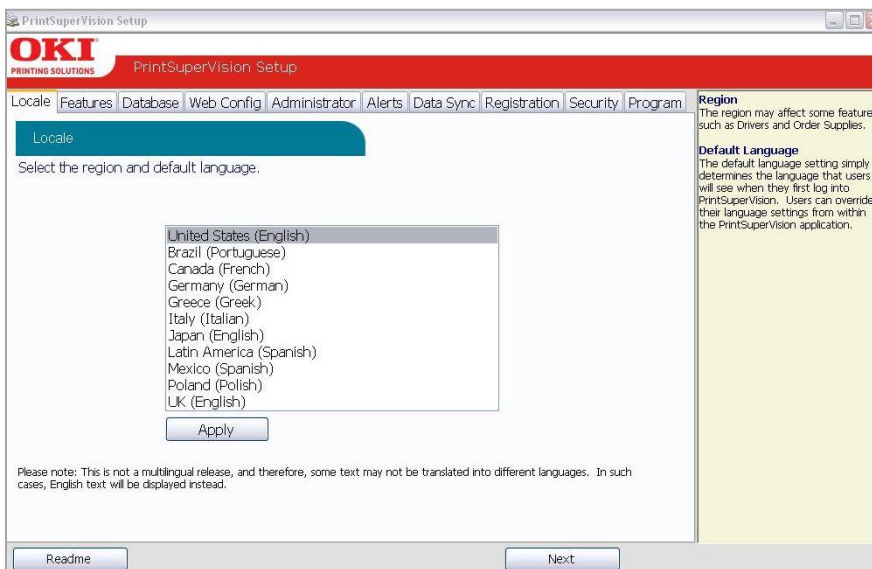 PrintSuperVision Setup
OKI
PRINTING SOLUTIONS
PrintSuperVision Setup
Locale Features Database Web Config Administrator Alerts Data Sync Registration Security Program
Locale
Select the region and default language.
United States (English)
Brazil (Portuguese)
Canada (French)
Germany (German)
Greece (Greek)
Italy (Italian)
Japan (English)
Latin America (Spanish)
Mexico (Spanish)
Poland (Polish)
UK (English)
Apply
Please note: This is not a multilingual release, and therefore, some text may not be translated into different languages. In such
cases, English text will be displayed instead.
Region
The region may affect some feature
such as Drivers and Order Supplies.
Default Language
The default language setting simply
determines the language that users
will see when they first log into
PrintSuperVision. Users can override
their language settings from within
the PrintSuperVision application.
Readme
Next